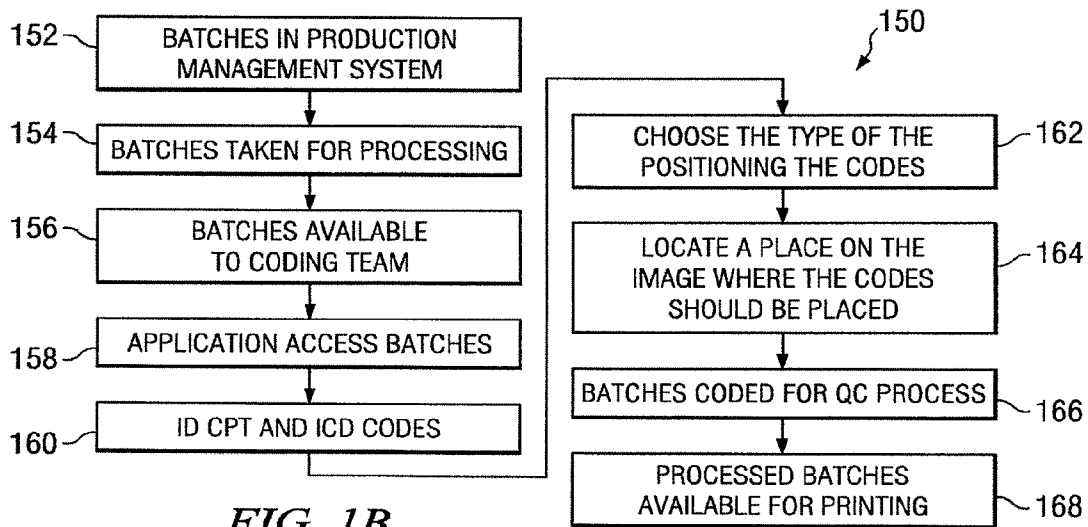 152
BATCHES IN PRODUCTION
MANAGEMENT SYSTEM
154
BATCHES TAKEN FOR PROCESSING
156
BATCHES AVAILABLE
TO CODING TEAM
158
APPLICATION ACCESS BATCHES
160
ID CPT AND ICD CODES
150
CHOOSE THE TYPE OF THE
POSITIONING THE CODES
162
LOCATE A PLACE ON THE
IMAGE WHERE THE CODES
SHOULD BE PLACED
164
BATCHES CODED FOR QC PROCESS
166
PROCESSED BATCHES
AVAILABLE FOR PRINTING
168
FIG. 1B